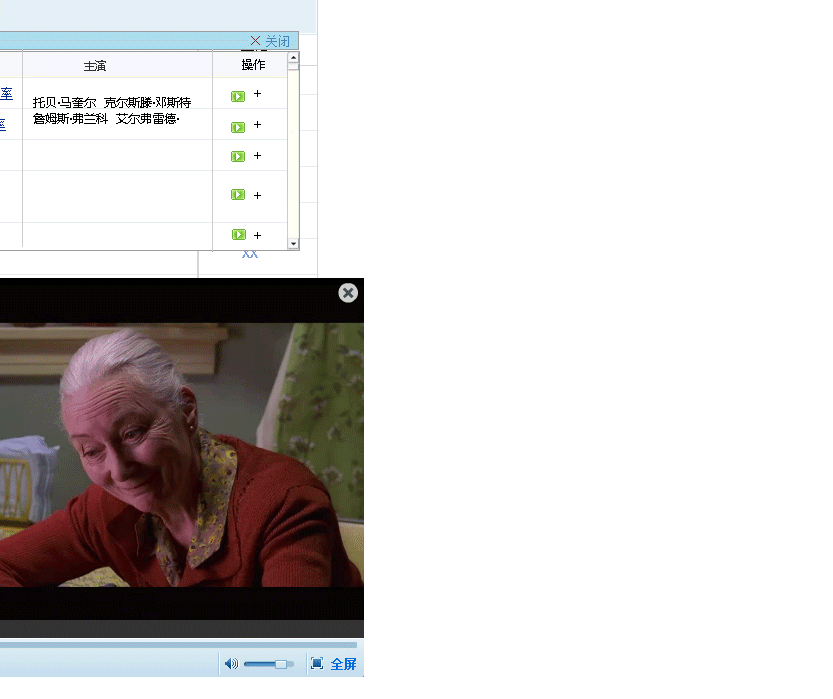 关闭
主演 操作
率
托贝·马奎尔 克尔斯滕·邓斯特
率
詹姆斯·弗兰科 艾尔弗雷德·
XX
全屏